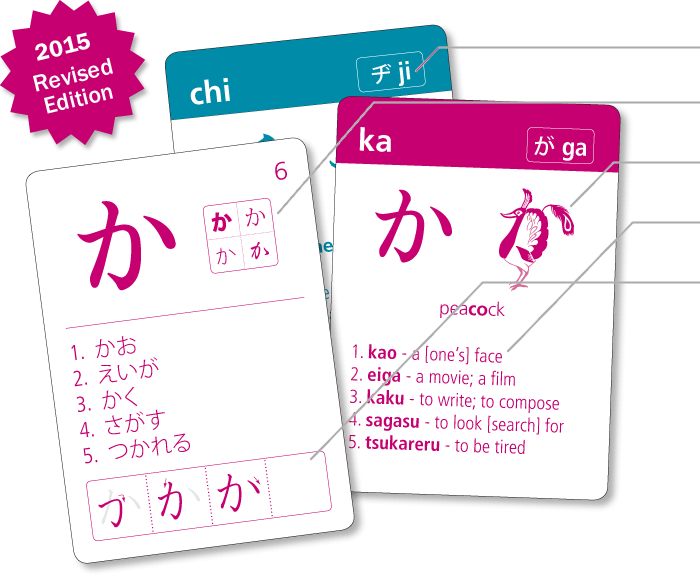 2015
Revised
Edition
chi
ヂ ji
ka
が ga
6
か
か か
か か
か
peacock
1. かお
2. えいが
3. かく
4. さがす
5. つかれる
か か か
1. kao - a [one's] face
2. eiga - a movie; a film
3. kaku - to write; to compose
4. sagasu - to look [search] for
5. tsukareru - to be tired